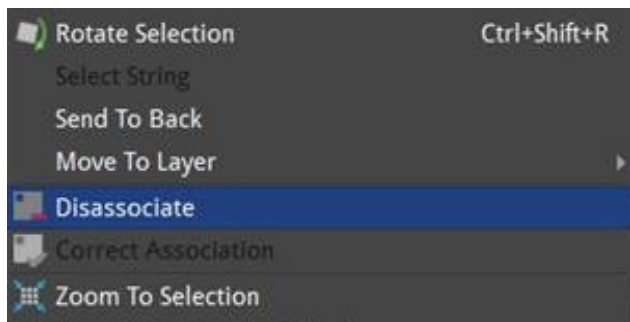 Rotate Selection Ctrl+Shift+R
Select String
Send To Back
Move To Layer
Disassociate
Correct Association
Zoom To Selection